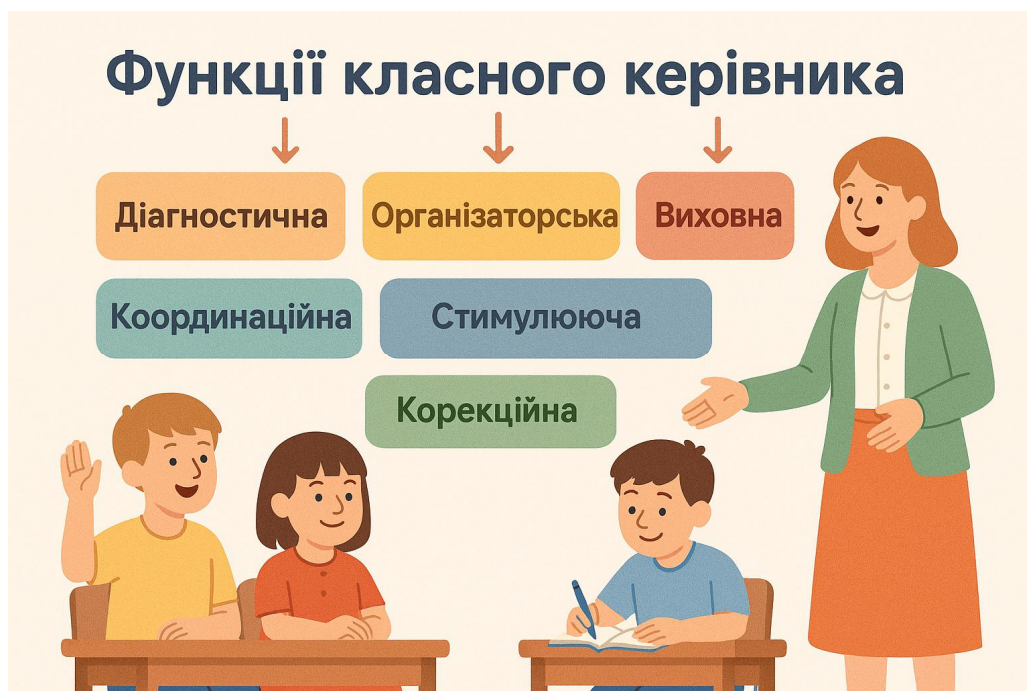 Функції класного керівника
Діагностична
Організаторська
Виховна
Координаційна
Стимулююча
Корекційна